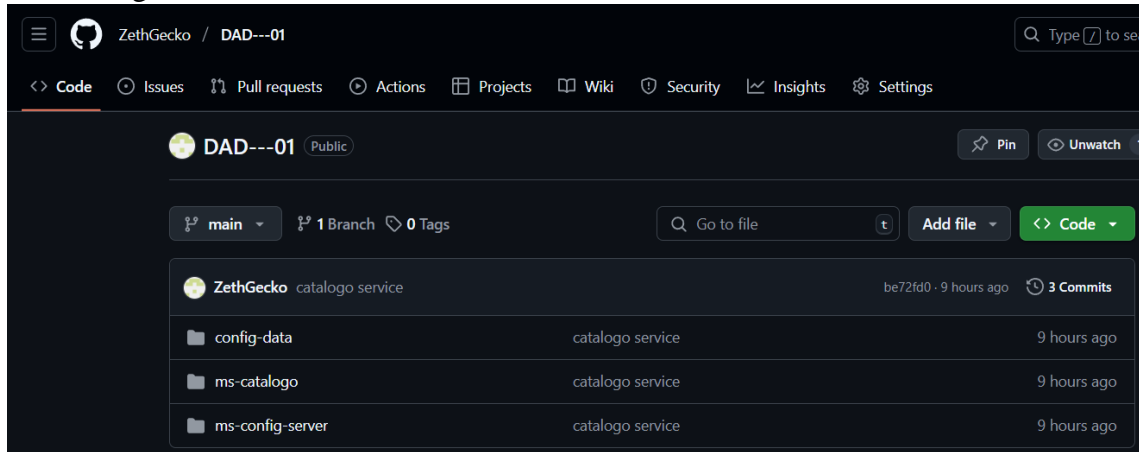 ZethGecko / DAD---01
Type / to se
Code Issues Pull requests Actions Projects Wiki Security Insights Settings
DAD---01 Public Pin Unwatch
main 1 Branch 0 Tags Go to file t Add file Code
ZethGecko catalogo service be72fd0 · 9 hours ago 3 Commits
config-data catalogo service 9 hours ago
ms-catalogo catalogo service 9 hours ago
ms-config-server catalogo service 9 hours ago